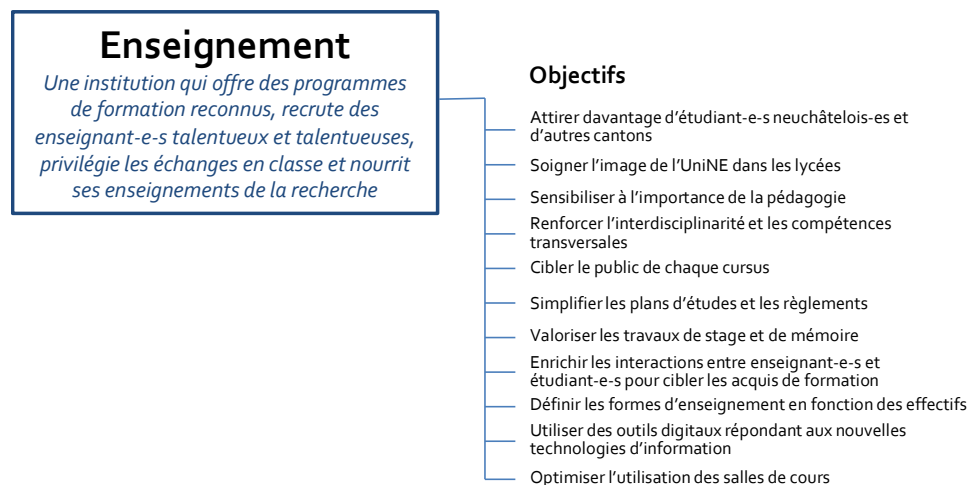 Enseignement
Une institution qui offre des programmes
de formation reconnus, recrute des
enseignant-e-s talentueux et talentueuses,
privilégie les échanges en classe et nourrit
ses enseignements de la recherche
Objectifs
Attirer davantage d'étudiant-e-s neuchâtelois-es et
d'autres cantons
Soigner l'image de l'UniNE dans les lycées
Sensibiliser à l'importance de la pédagogie
Renforcer l'interdisciplinarité et les compétences
transversales
Cibler le public de chaque cursus
Simplifier les plans d'études et les règlements
Valoriser les travaux de stage et de mémoire
Enrichir les interactions entre enseignant-e-s et
étudiant-e-s pour cibler les acquis de formation
Définir les formes d'enseignement en fonction des effectifs
Utiliser des outils digitaux répondant aux nouvelles
technologies d'information
Optimiser l'utilisation des salles de cours